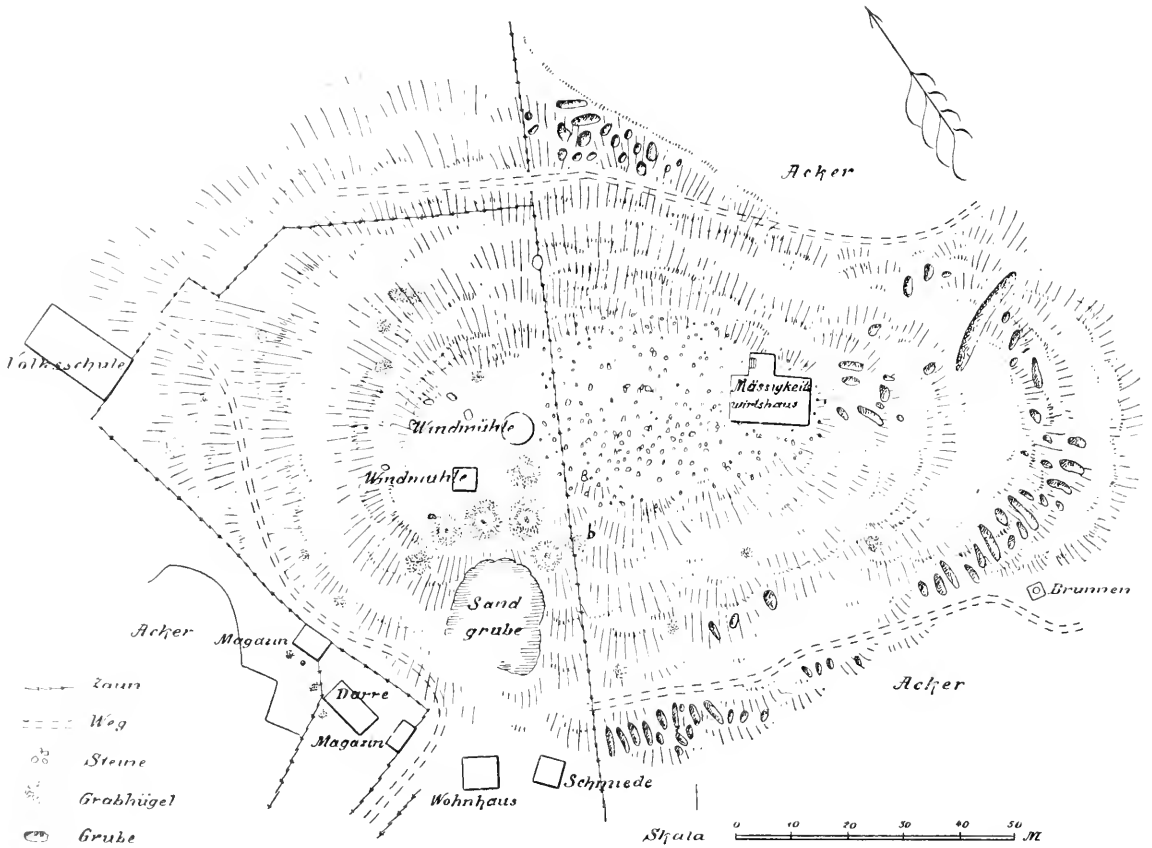 Acker
Volksschule
Mässigkeits
wirtshaus
Windmühle
Windmühle
b
Sand
grube
Brunnen
Acker
Magazin
Acker
Darre
Magazin
Zaun
Weg
Steine
Grabhügel
Grube
Wohnhaus
Schmiede
Skala 0 10 20 30 40 50 M